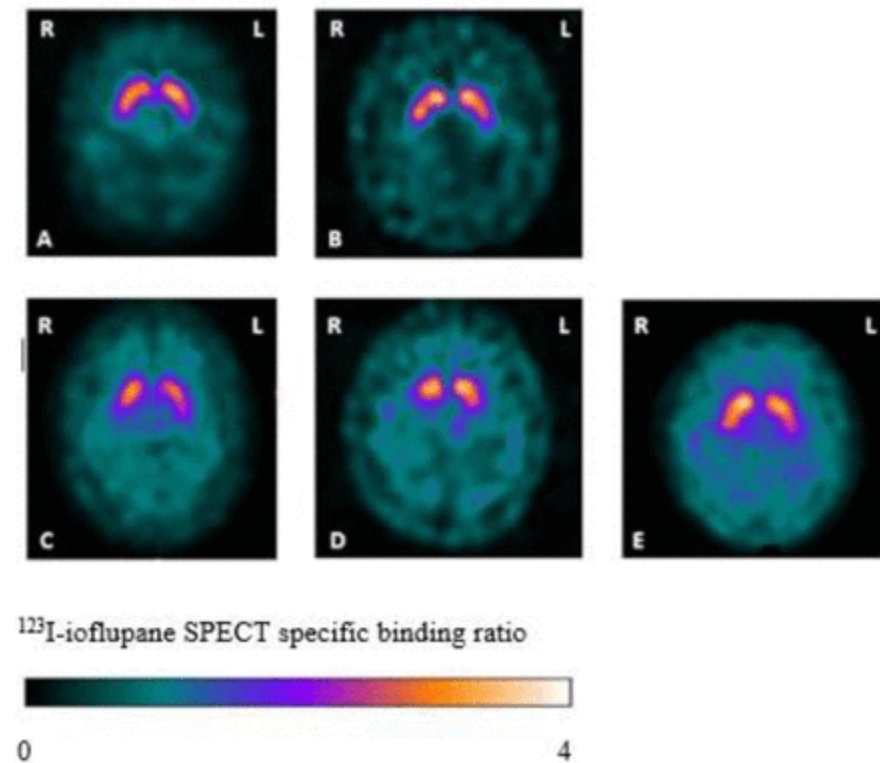 R L
R L
A
B
R L
R L
R L
C
D
E
¹²³I-ioflupane SPECT specific binding ratio
0 4